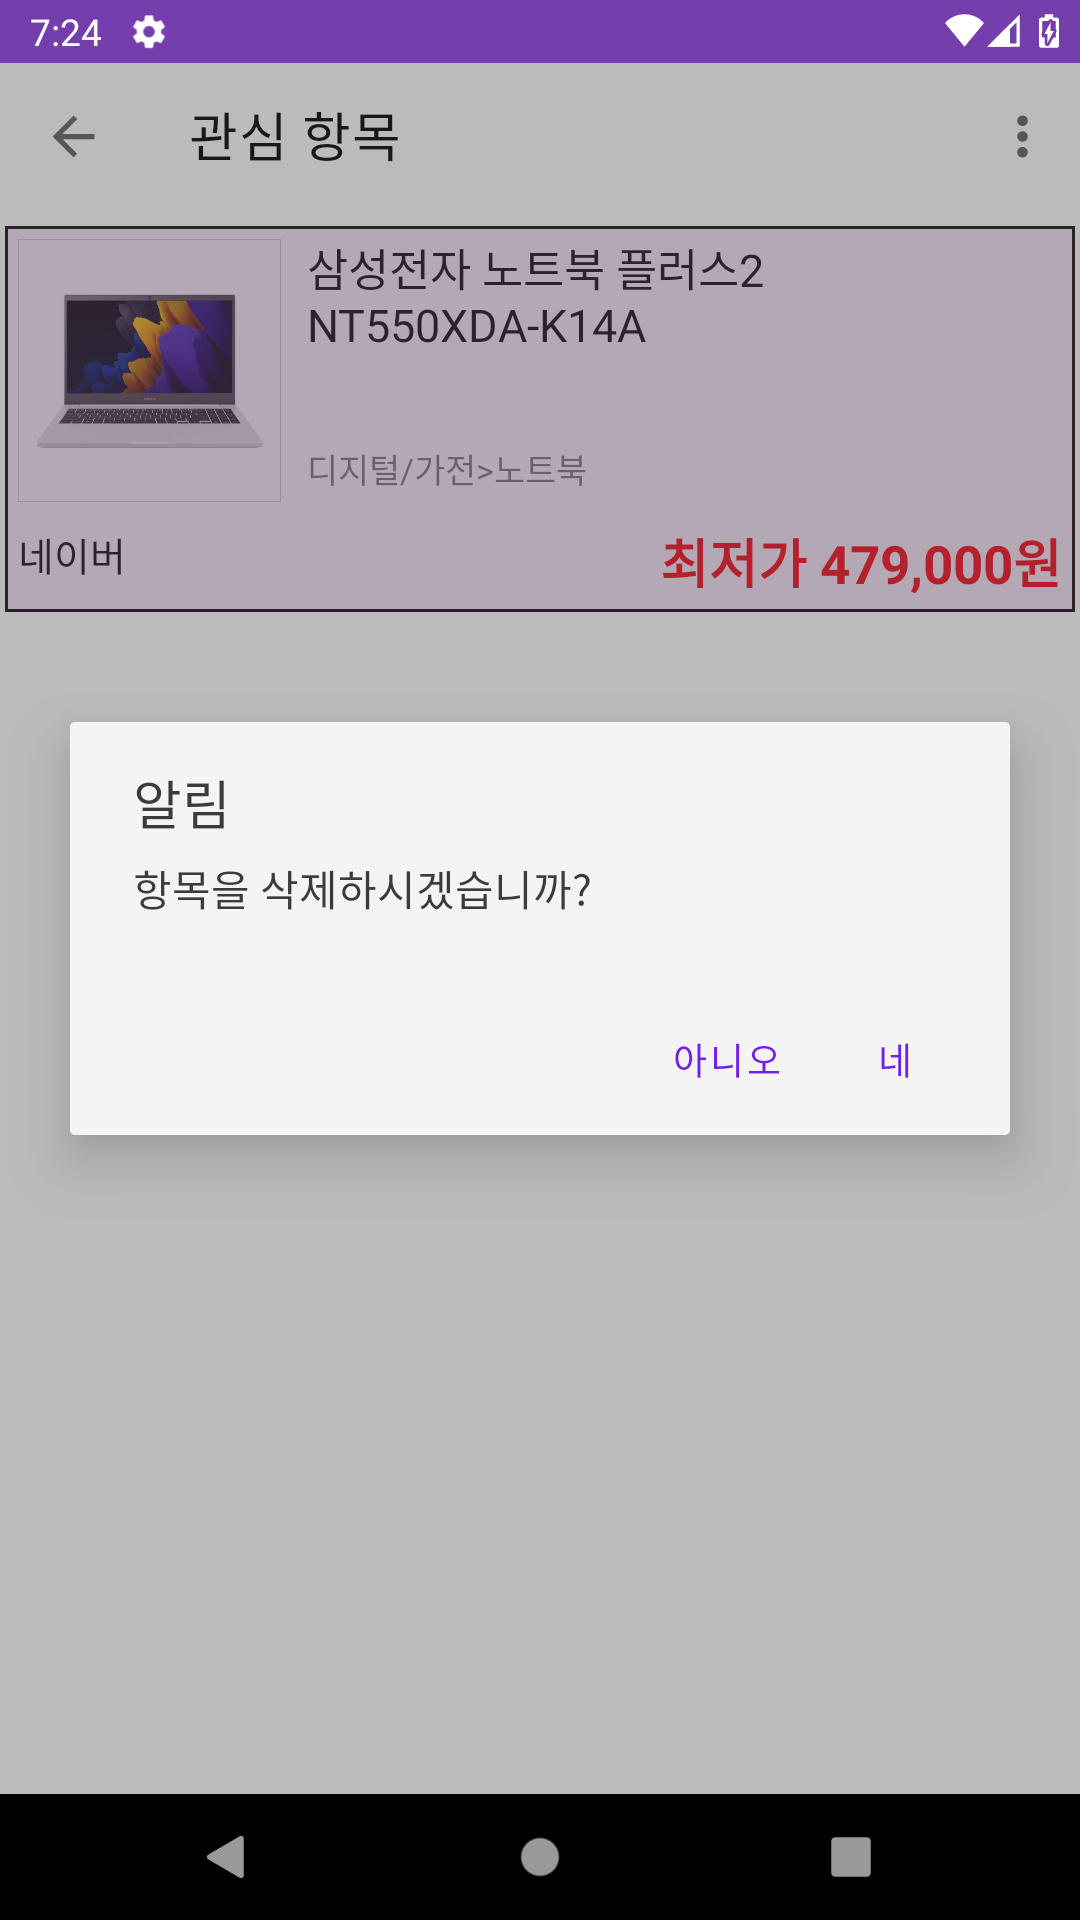 7:24
관심 항목
삼성전자 노트북 플러스2
NT550XDA-K14A
디지털/가전>노트북
네이버
최저가 479,000원
알림
항목을 삭제하시겠습니까?
아니오
네